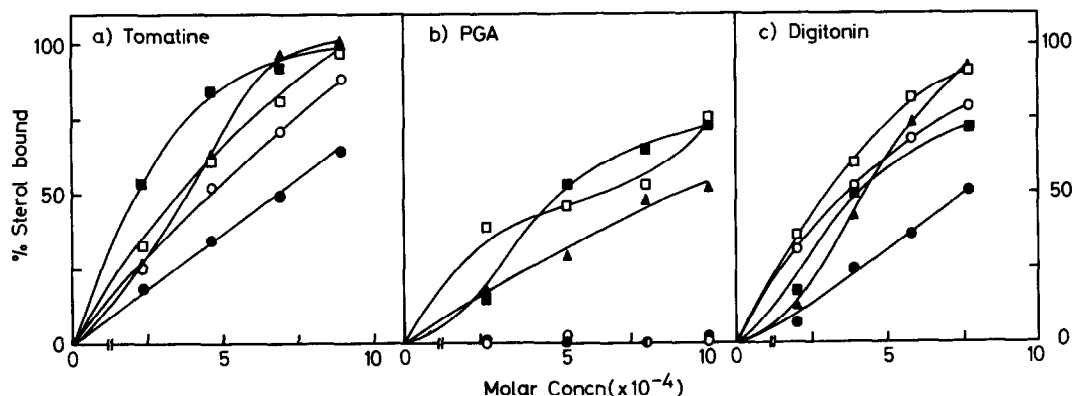 a) Tomatine
b) PGA
c) Digitonin
100
50
0
% Sterol bound
100
50
0
0 5 10
0 5 10
0 5 10
Molar Concn(x10⁻⁴)